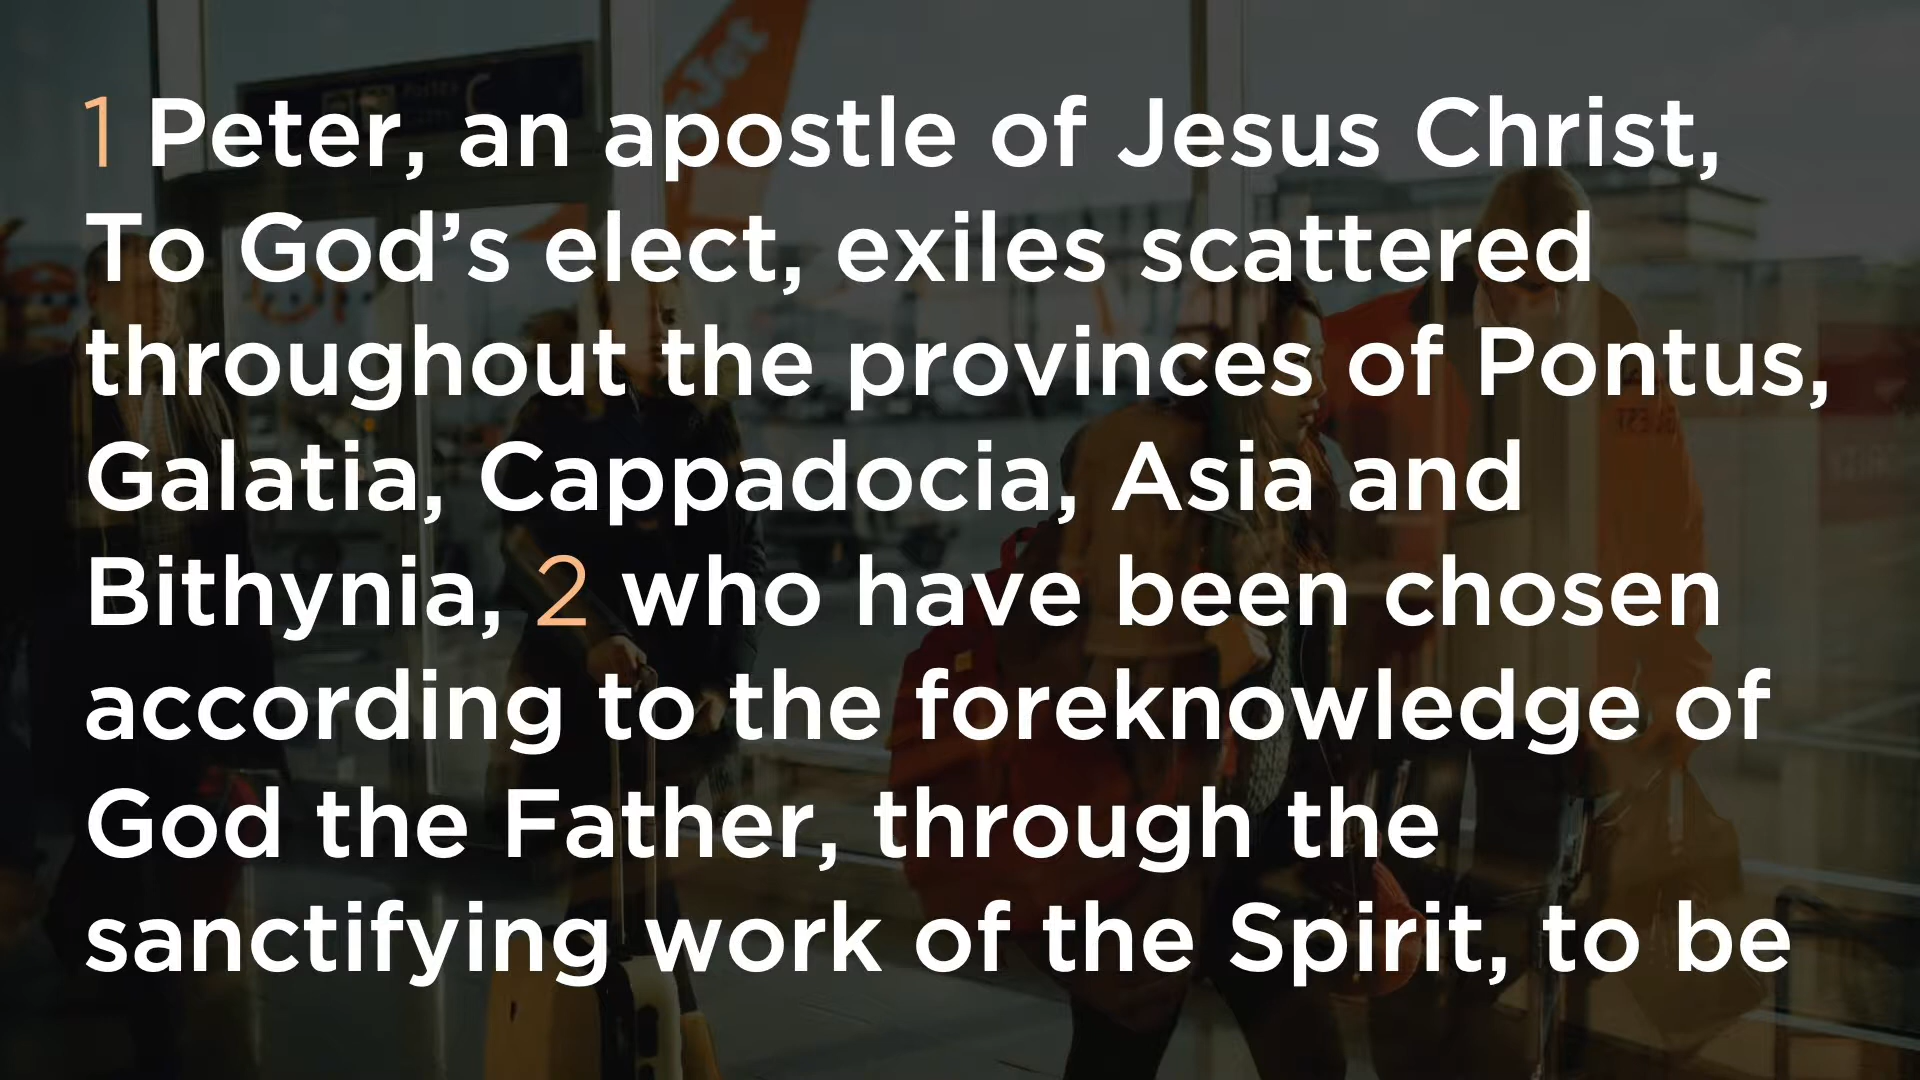 1 Peter, an apostle of Jesus Christ,
To God’s elect, exiles scattered
throughout the provinces of Pontus,
Galatia, Cappadocia, Asia and
Bithynia, 2 who have been chosen
according to the foreknowledge of
God the Father, through the
sanctifying work of the Spirit, to be